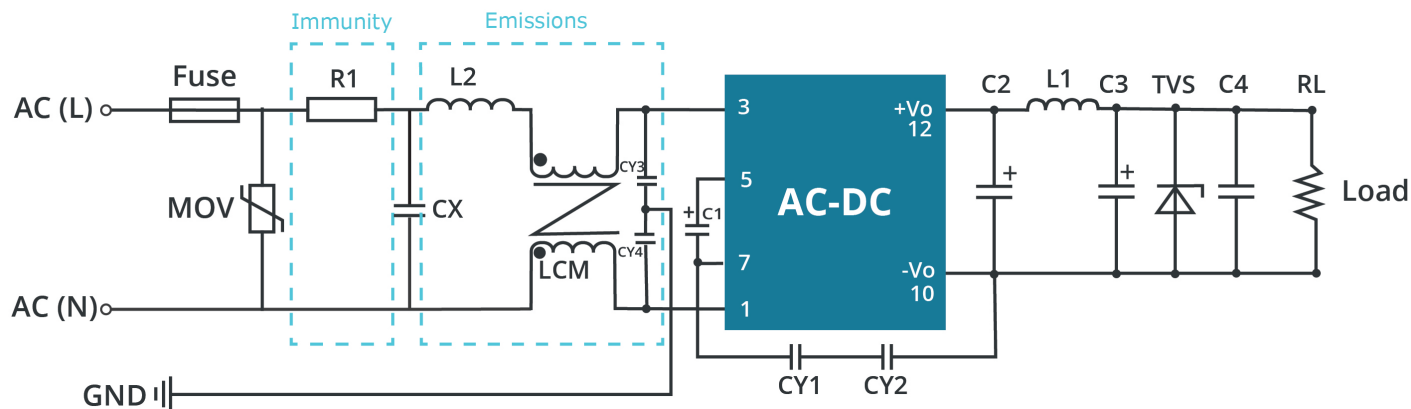 Immunity
Emissions
Fuse
R1
L2
C2
L1
C3
TVS
C4
RL
AC (L)
3
+Vo
12
CY3
5
AC-DC
Load
MOV
CX
+
C1
+
+
CY4
LCM
7
-Vo
10
AC (N)
1
CY1
CY2
GND